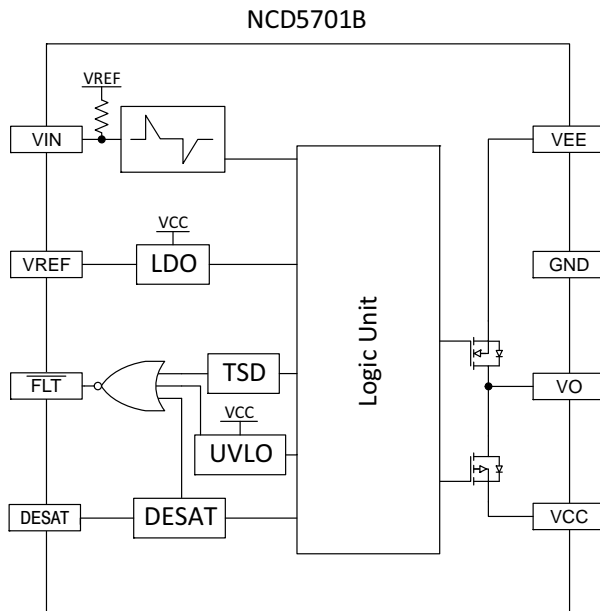 NCD5701B
VREF
VIN
VEE
VCC
VREF
LDO
GND
Logic Unit
FLT
TSD
VO
VCC
UVLO
DESAT
DESAT
VCC